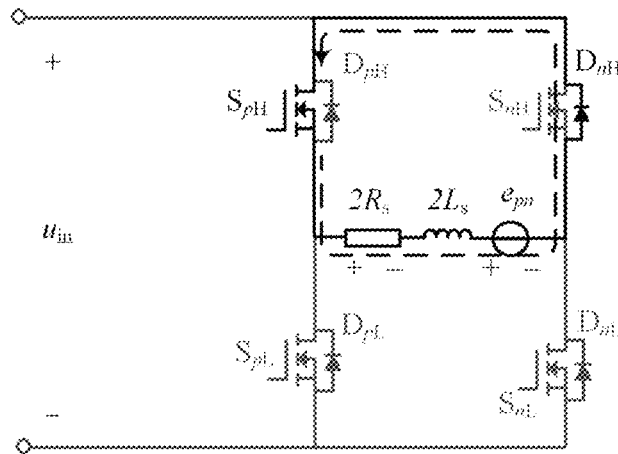 +
D_pH
D_nH
S_pH
S_nH
2R_s
2L_s
e_pn
u_in
+ − + −
D_pL
D_nL
S_pL
S_nL
−